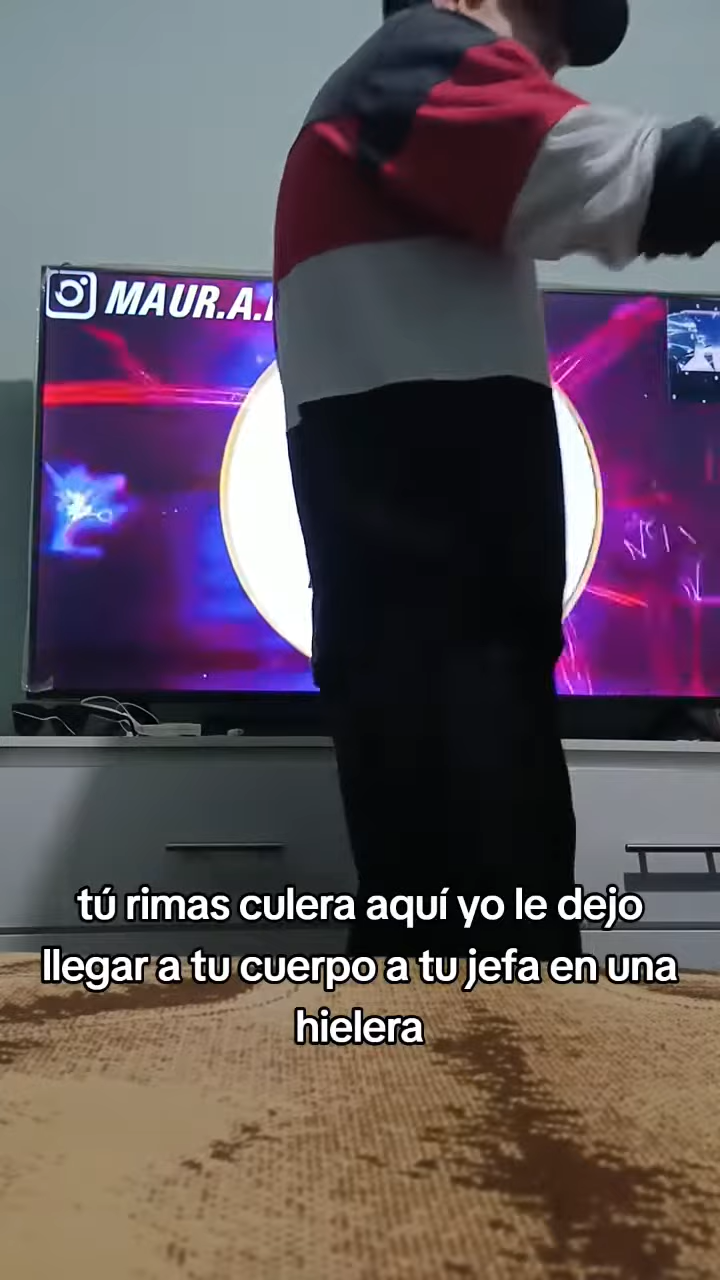 MAUR.A.
tú rimas culera aquí yo le dejo
llegar a tu cuerpo a tu jefa en una
hielera